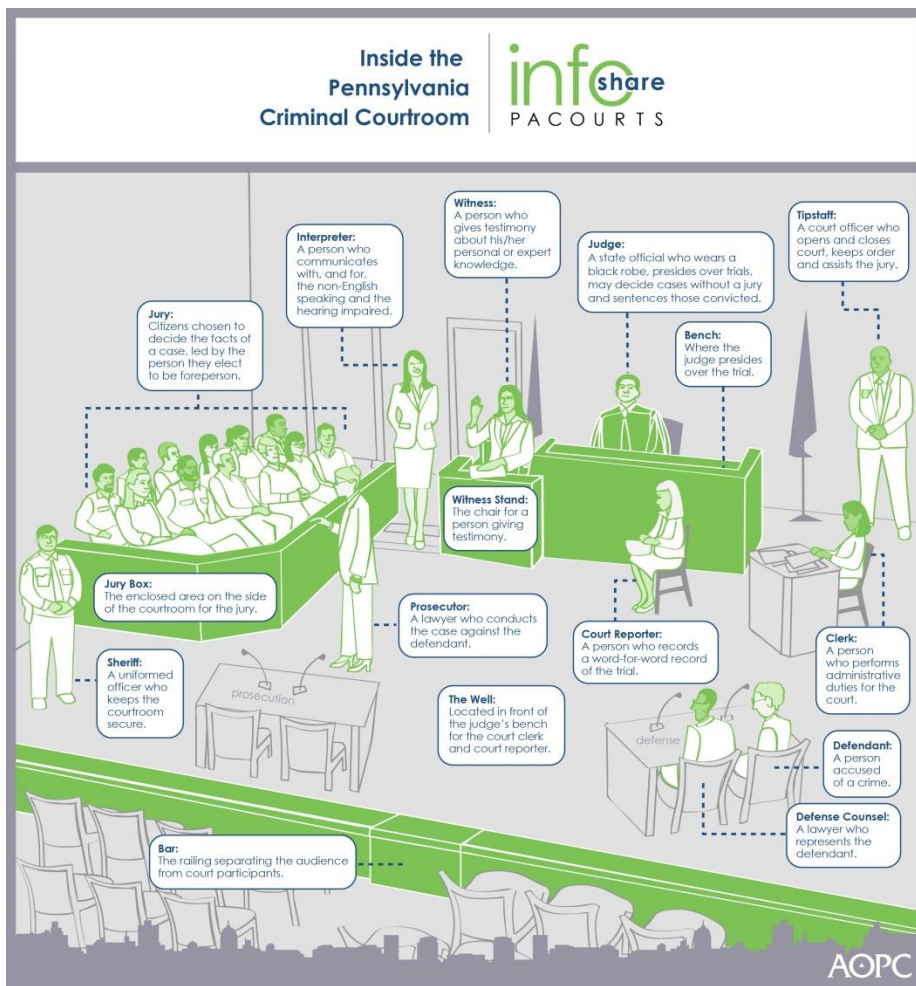 Inside the
Pennsylvania
Criminal Courtroom
info
share
PACOURTS
Witness:
A person who
gives testimony
about his/her
personal or expert
knowledge.
Tipstaff:
A court officer who
opens and closes
court, keeps order
and assists the jury.
Interpreter:
A person who
communicates
with, and for,
the non-English
speaking and the
hearing impaired.
Judge:
A state official who wears a
black robe, presides over trials,
may decide cases without a jury
and sentences those convicted.
Jury:
Citizens chosen to
decide the facts of
a case, led by the
person they elect
to be foreperson.
Bench:
Where the
judge presides
over the trial.
Witness Stand:
The chair for a
person giving
testimony.
Jury Box:
The enclosed area on the side
of the courtroom for the jury.
Prosecutor:
A lawyer who conducts
the case against the
defendant.
Court Reporter:
A person who records
a word-for-word record
of the trial.
Clerk:
A person
who performs
administrative
duties for the
court.
Sheriff:
A uniformed
officer who
keeps the
courtroom
secure.
prosecution
The Well:
Located in front of
the judge's bench
for the court clerk
and court reporter.
defense
Defendant:
A person
accused
of a crime.
Defense Counsel:
A lawyer who
represents the
defendant.
Bar:
The railing separating the audience
from court participants.
AOPC